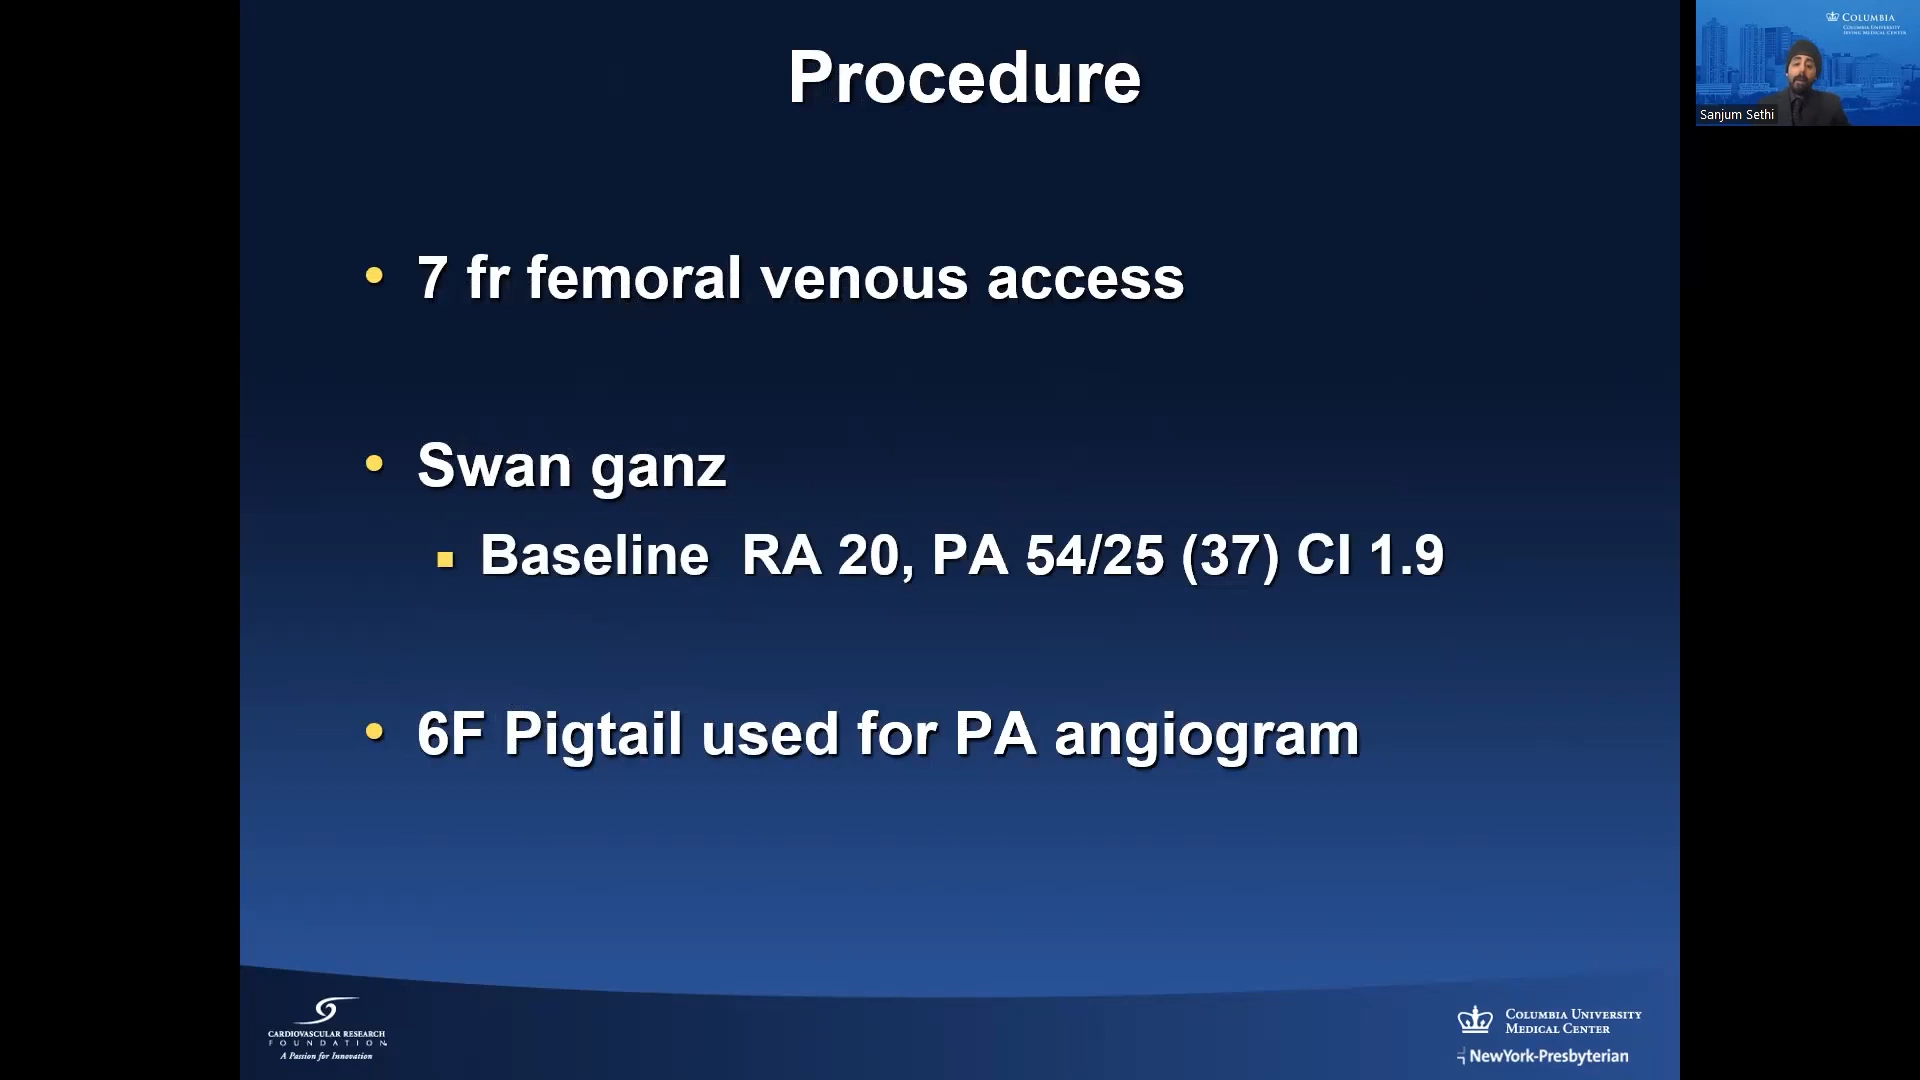 Procedure
COLUMBIA
COLUMBIA UNIVERSITY
IRVING MEDICAL CENTER
Sanjum Sethi
• 7 fr femoral venous access
• Swan ganz
▪ Baseline  RA 20, PA 54/25 (37) CI 1.9
• 6F Pigtail used for PA angiogram
CARDIOVASCULAR RESEARCH
FOUNDATION
A Passion for Innovation
COLUMBIA UNIVERSITY
MEDICAL CENTER
NewYork-Presbyterian